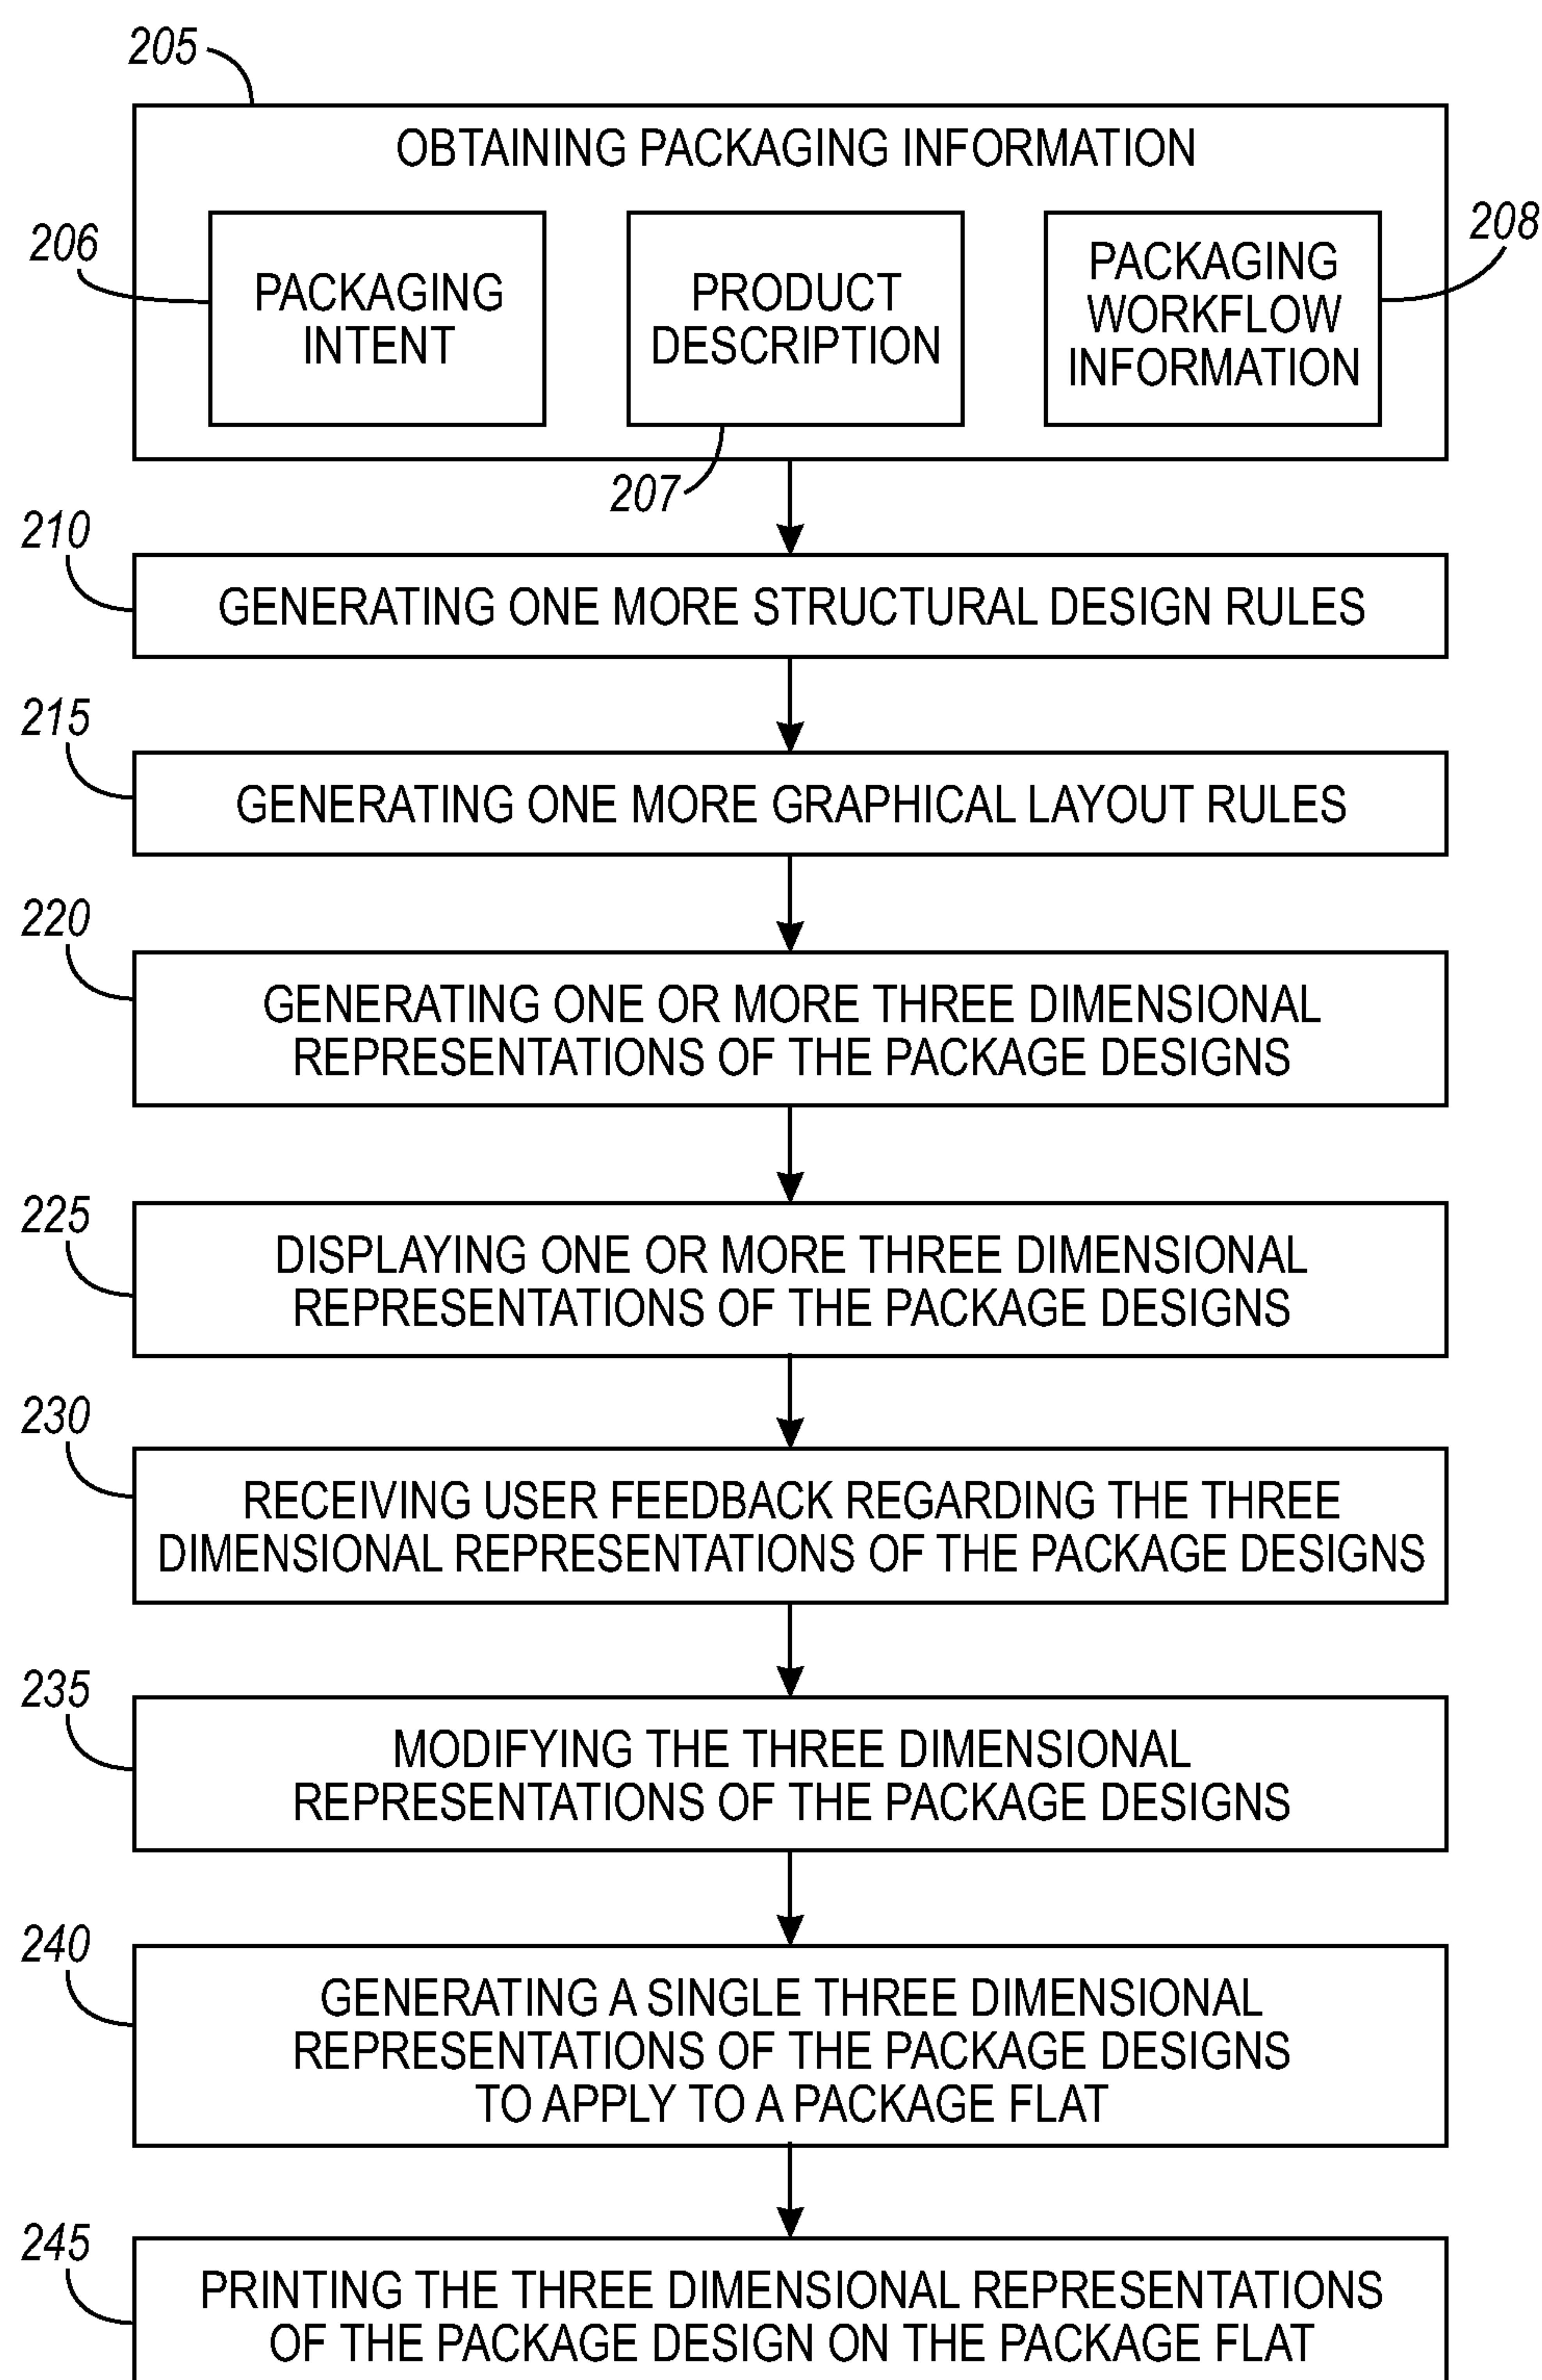 205
OBTAINING PACKAGING INFORMATION
206
PACKAGING
INTENT
PRODUCT
DESCRIPTION
207
PACKAGING
WORKFLOW
INFORMATION
208
210
GENERATING ONE MORE STRUCTURAL DESIGN RULES
215
GENERATING ONE MORE GRAPHICAL LAYOUT RULES
220
GENERATING ONE OR MORE THREE DIMENSIONAL
REPRESENTATIONS OF THE PACKAGE DESIGNS
225
DISPLAYING ONE OR MORE THREE DIMENSIONAL
REPRESENTATIONS OF THE PACKAGE DESIGNS
230
RECEIVING USER FEEDBACK REGARDING THE THREE
DIMENSIONAL REPRESENTATIONS OF THE PACKAGE DESIGNS
235
MODIFYING THE THREE DIMENSIONAL
REPRESENTATIONS OF THE PACKAGE DESIGNS
240
GENERATING A SINGLE THREE DIMENSIONAL
REPRESENTATIONS OF THE PACKAGE DESIGNS
TO APPLY TO A PACKAGE FLAT
245
PRINTING THE THREE DIMENSIONAL REPRESENTATIONS
OF THE PACKAGE DESIGN ON THE PACKAGE FLAT